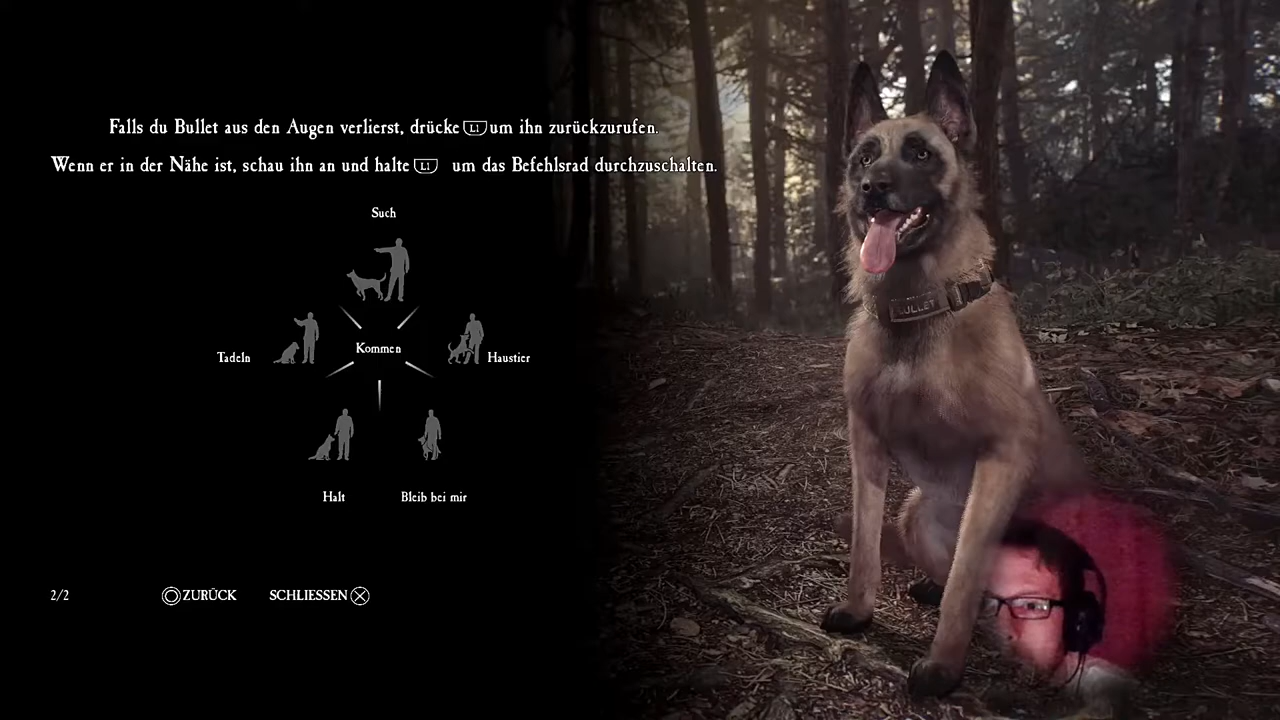 Falls du Bullet aus den Augen verlierst, drücke L1 um ihn zurückzurufen.
Wenn er in der Nähe ist, schau ihn an und halte L1 um das Befehlsrad durchzuschalten.
Such
Tadeln
Kommen
Haustier
Halt
Bleib bei mir
2/2
ZURÜCK
SCHLIESSEN
BULLET